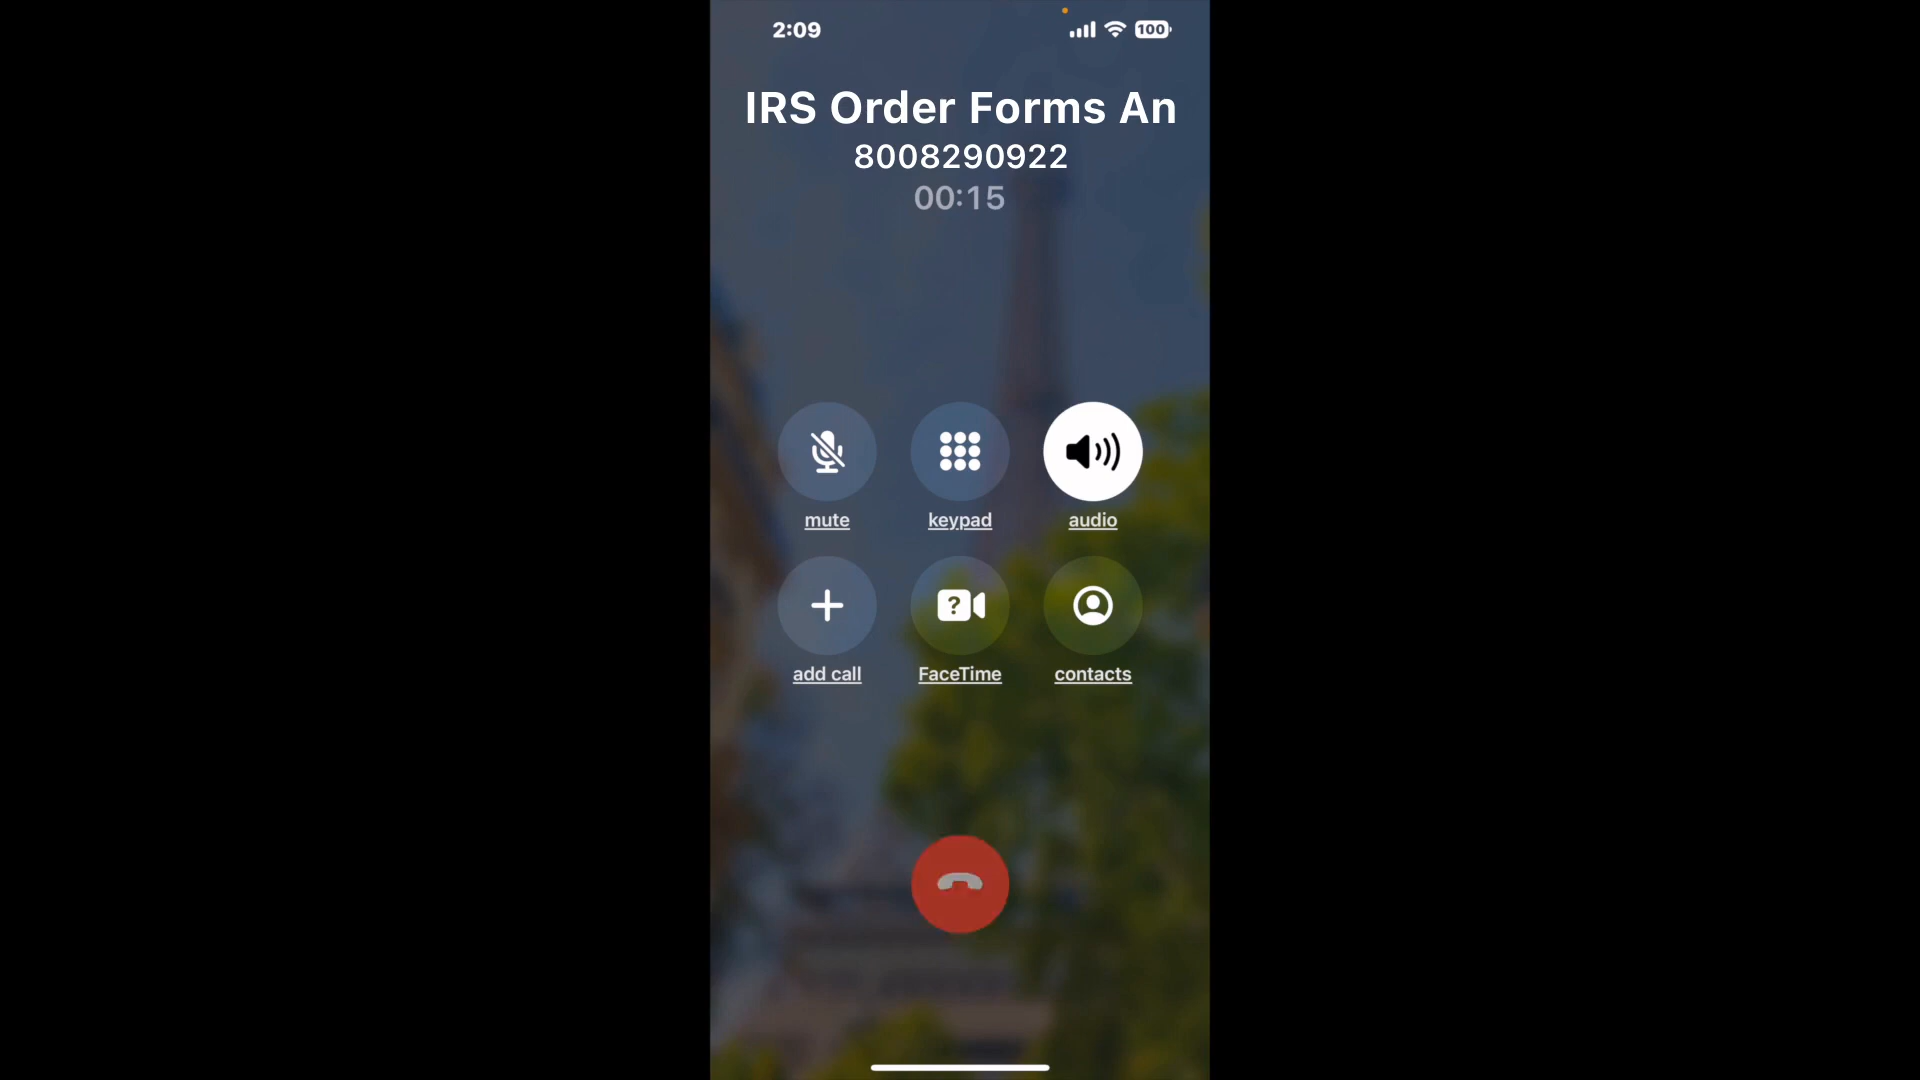 2:09
100
IRS Order Forms An
8008290922
00:15
mute
keypad
audio
?
add call
FaceTime
contacts